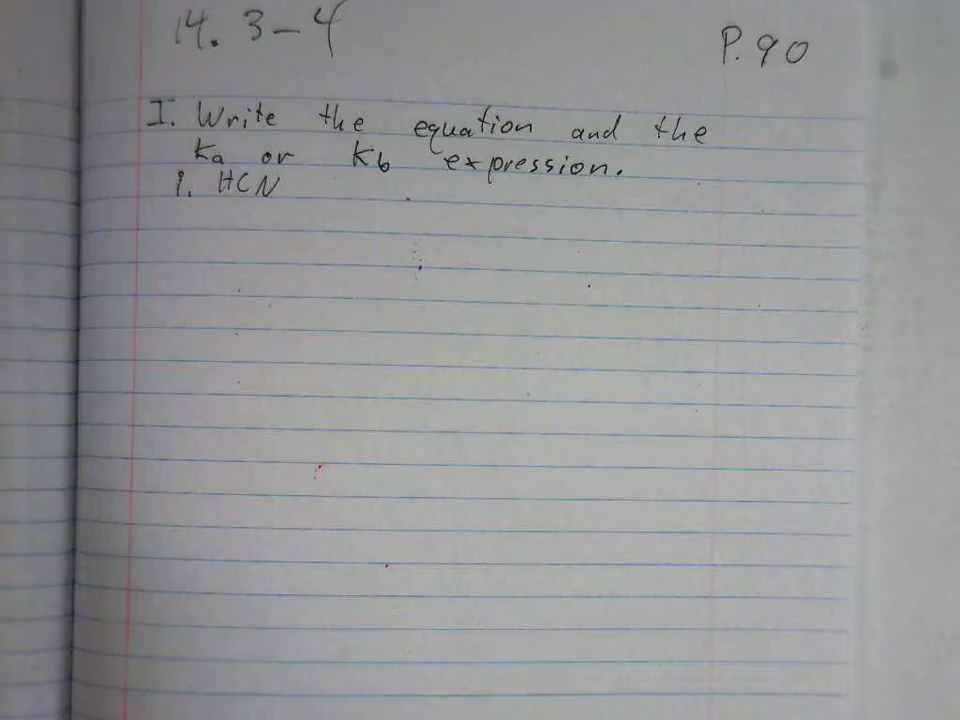 14. 3-4
P. 90
I. Write the equation and the
Ka or Kb expression.
1. HCN